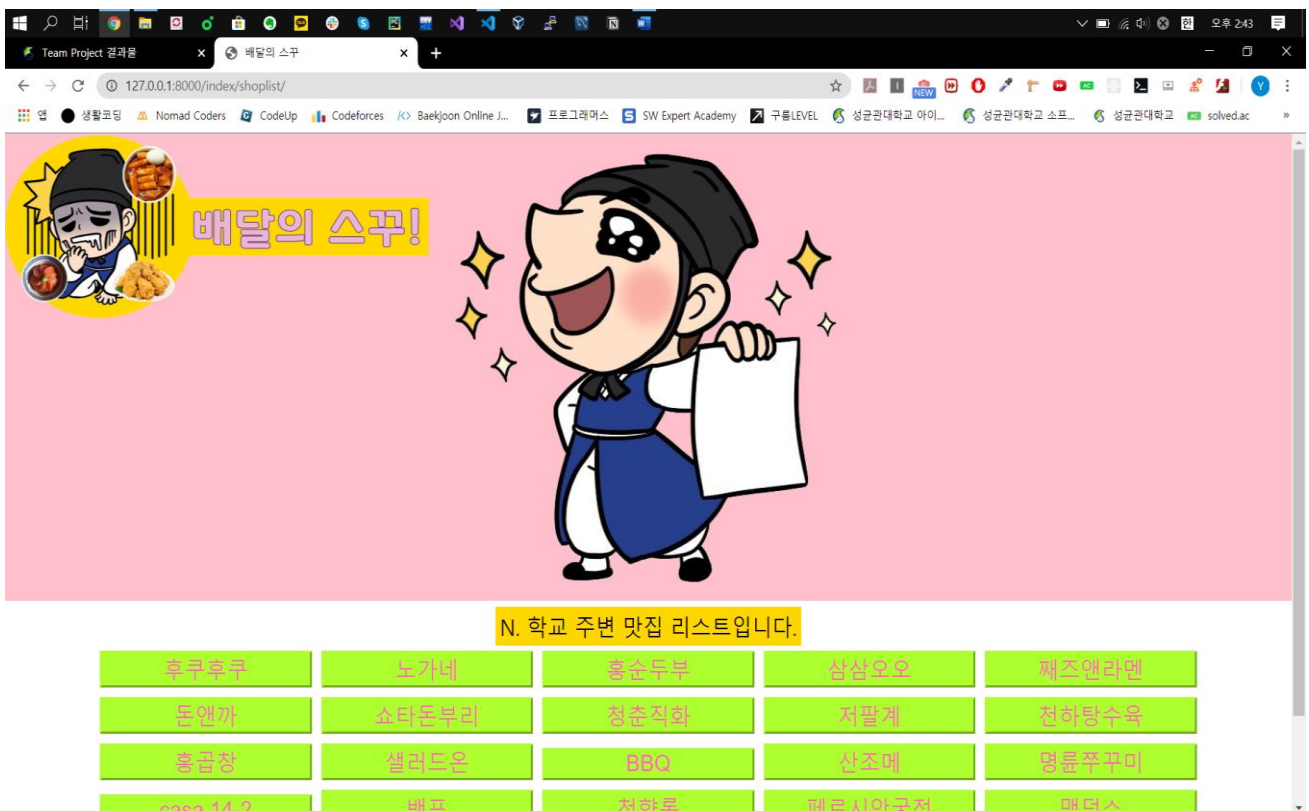 오후 2:43
Team Project 결과물
배달의 스꾸
127.0.0.1:8000/index/shoplist/
앱 생활코딩 Nomad Coders CodeUp Codeforces Baekjoon Online J... 프로그래머스 SW Expert Academy 구름LEVEL 성균관대학교 아이... 성균관대학교 소프... 성균관대학교 solved.ac »
배달의 스꾸!
N. 학교 주변 맛집 리스트입니다.
후쿠후쿠 노가네 홍순두부 삼삼오오 째즈앤라멘
돈앤까 쇼타돈부리 청춘직화 저팔계 천하탕수육
홍곱창 샐러드온 BBQ 산조메 명륜쭈꾸미
casa 14-2